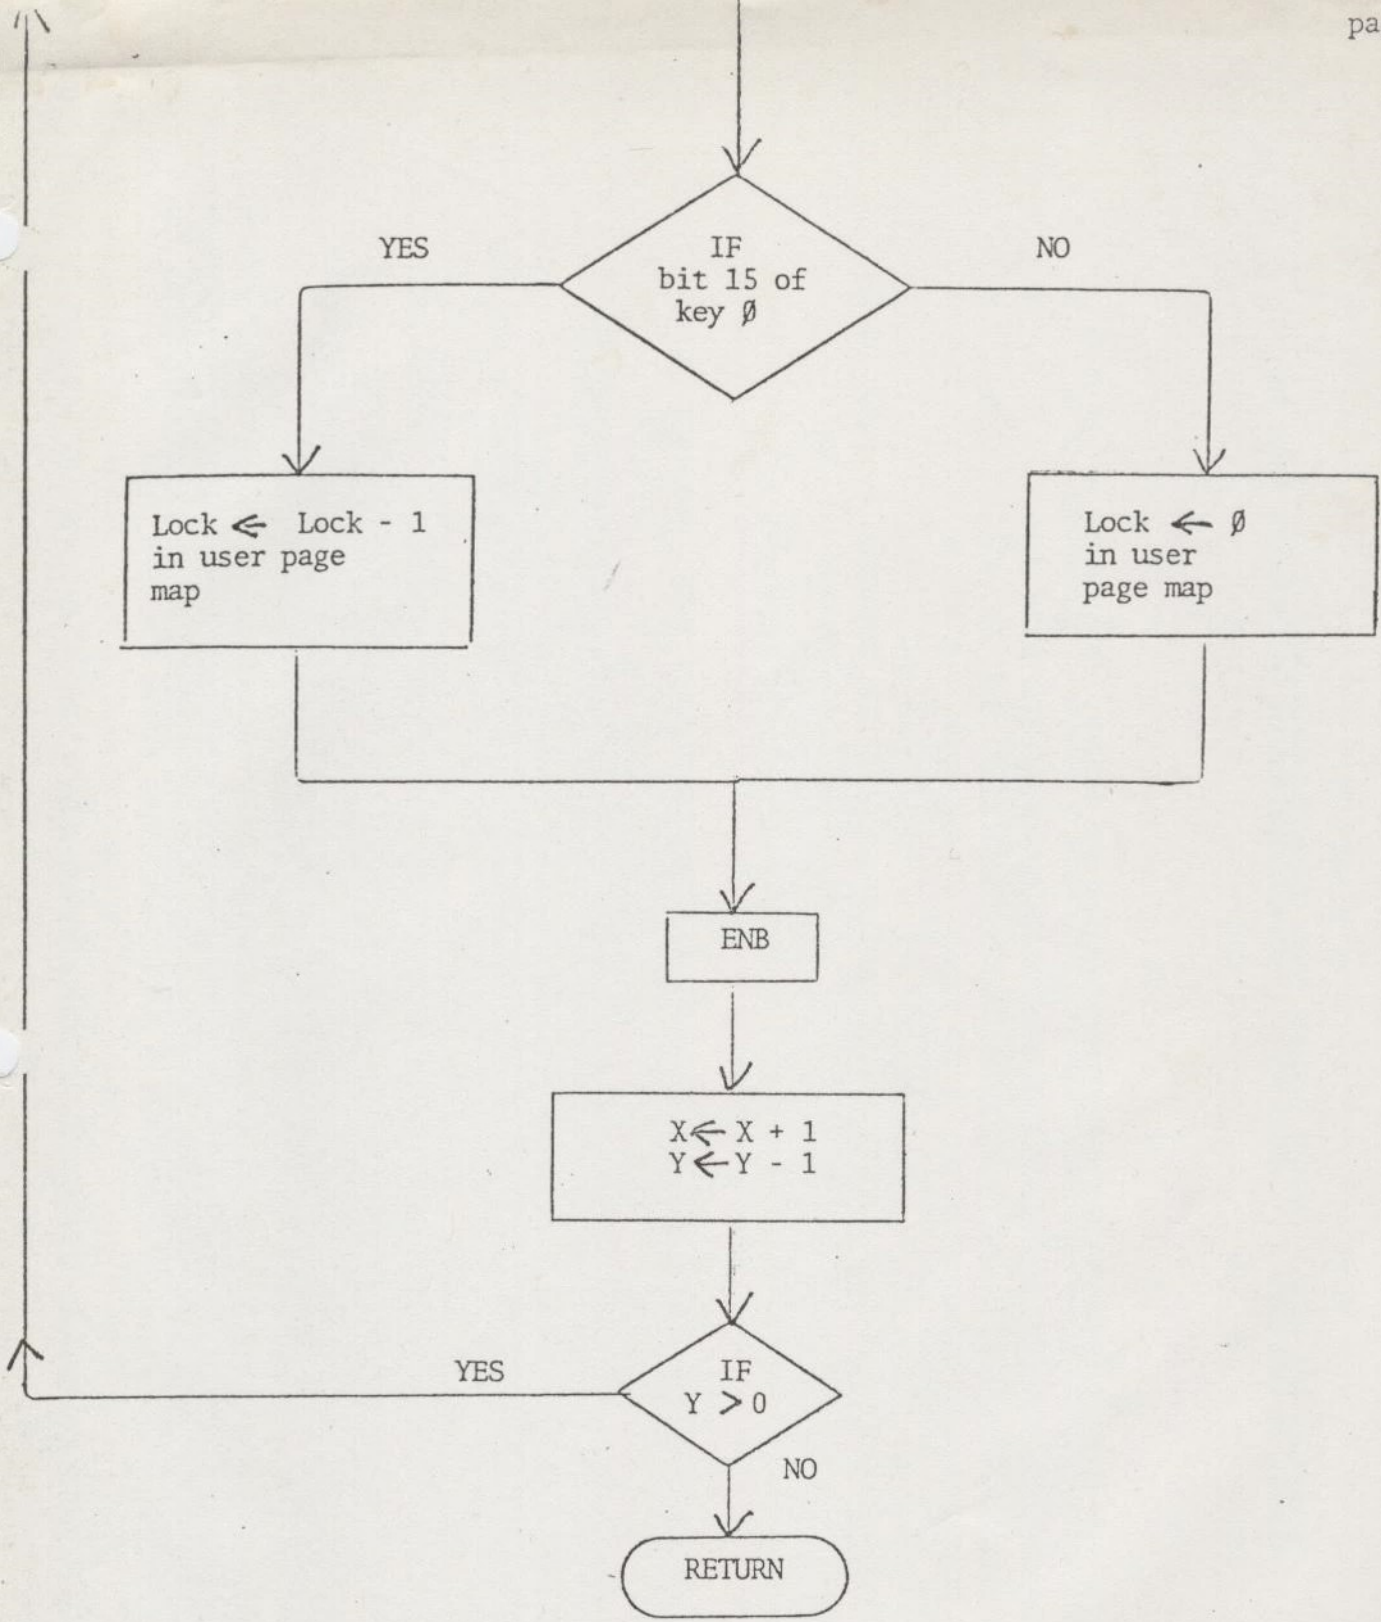 pa
YES
IF
bit 15 of
key Ø
NO
Lock ← Lock - 1
in user page
map
Lock ← Ø
in user
page map
ENB
X ← X + 1
Y ← Y - 1
YES
IF
Y > 0
NO
RETURN